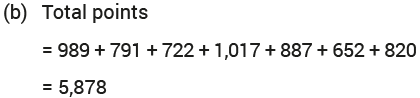 (b) Total points
= 989 + 791 + 722 + 1,017 + 887 + 652 + 820
= 5,878